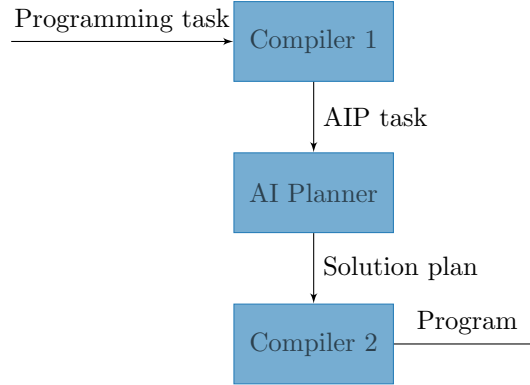 Programming task
Compiler 1
AIP task
AI Planner
Solution plan
Compiler 2
Program